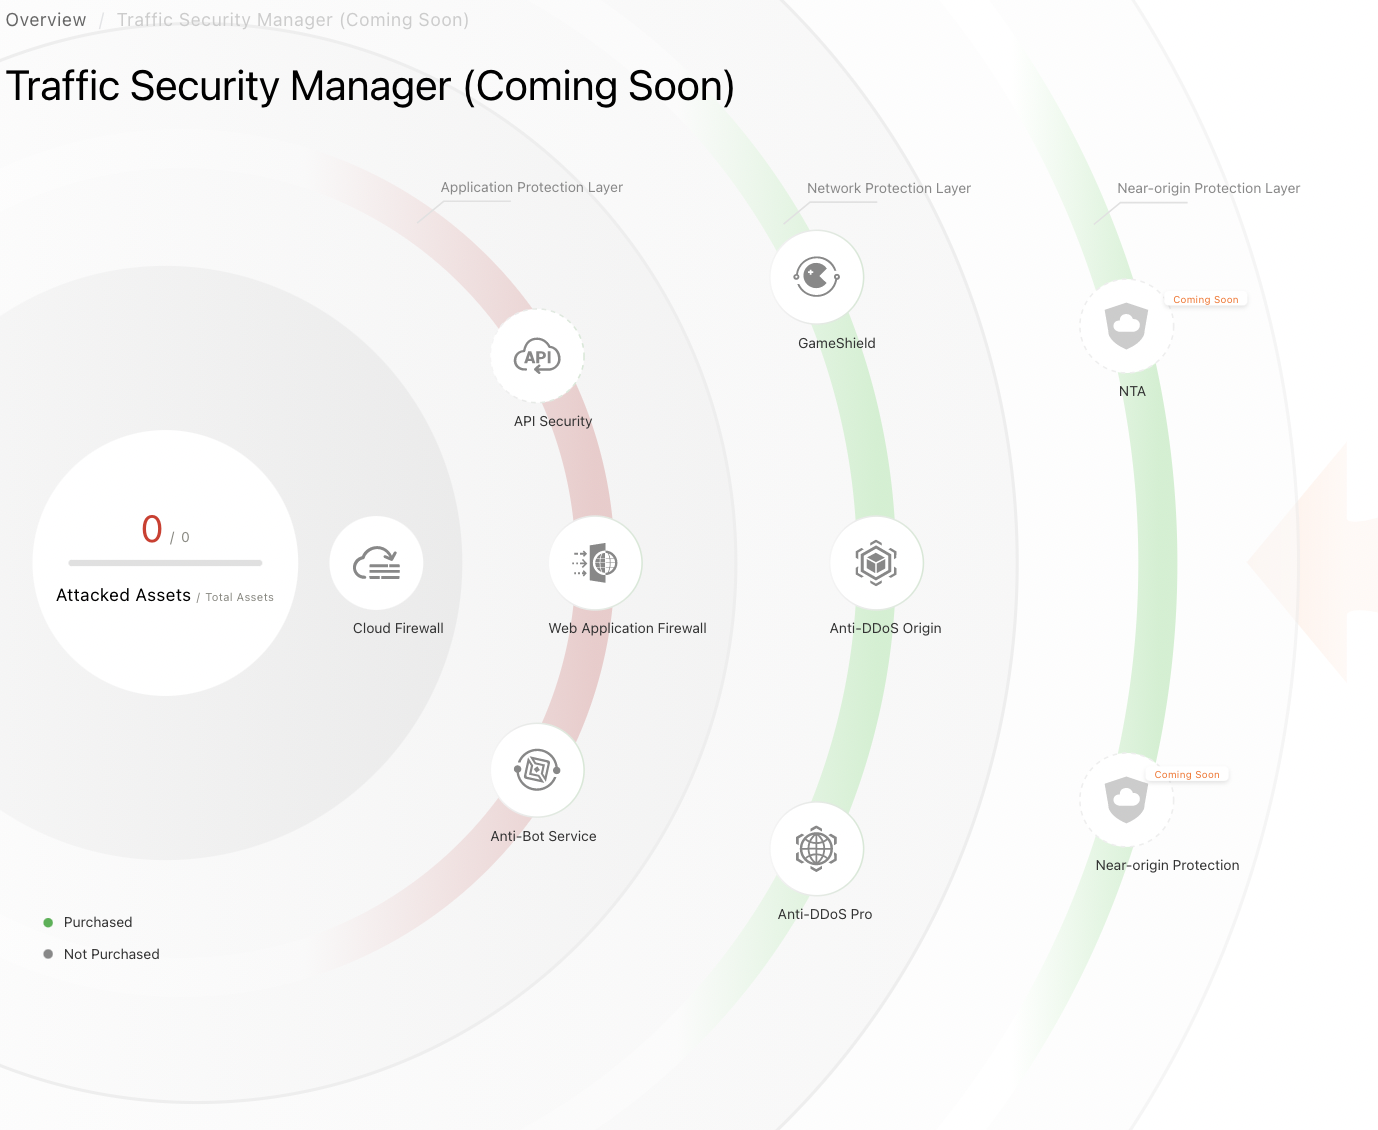 Overview / Traffic Security Manager (Coming Soon)
Traffic Security Manager (Coming Soon)
Application Protection Layer
Network Protection Layer
Near-origin Protection Layer
Coming Soon
GameShield
NTA
API
API Security
0 / 0
Attacked Assets / Total Assets
Cloud Firewall
Web Application Firewall
Anti-DDoS Origin
Coming Soon
Anti-Bot Service
Near-origin Protection
Anti-DDoS Pro
Purchased
Not Purchased